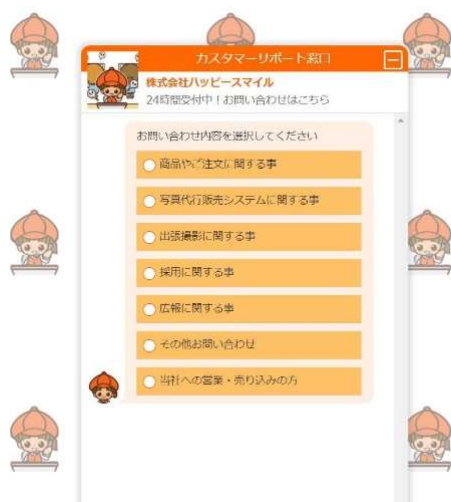 カスタマーリポート窓口
株式会社ハッピースマイル
24時間受付中！お問い合わせはこちら
お問い合わせ内容を選択してください
商品やご注文に関する事
写真代行販売システムに関する事
出張撮影に関する事
採用に関する事
広報に関する事
その他お問い合わせ
当社への営業・売り込みの方